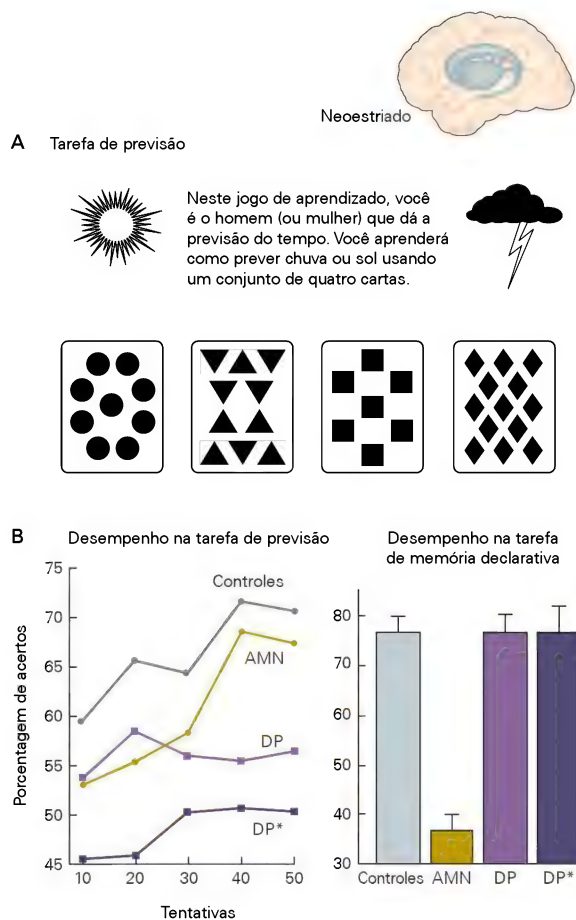 Neoestriado
A Tarefa de previsão
Neste jogo de aprendizado, você
é o homem (ou mulher) que dá a
previsão do tempo. Você aprenderá
como prever chuva ou sol usando
um conjunto de quatro cartas.
B Desempenho na tarefa de previsão
75
70
65
60
55
50
45
Porcentagem de acertos
Controles
AMN
DP
DP*
10 20 30 40 50
Tentativas
Desempenho na tarefa
de memória declarativa
80
70
60
50
40
30
Controles AMN DP DP*